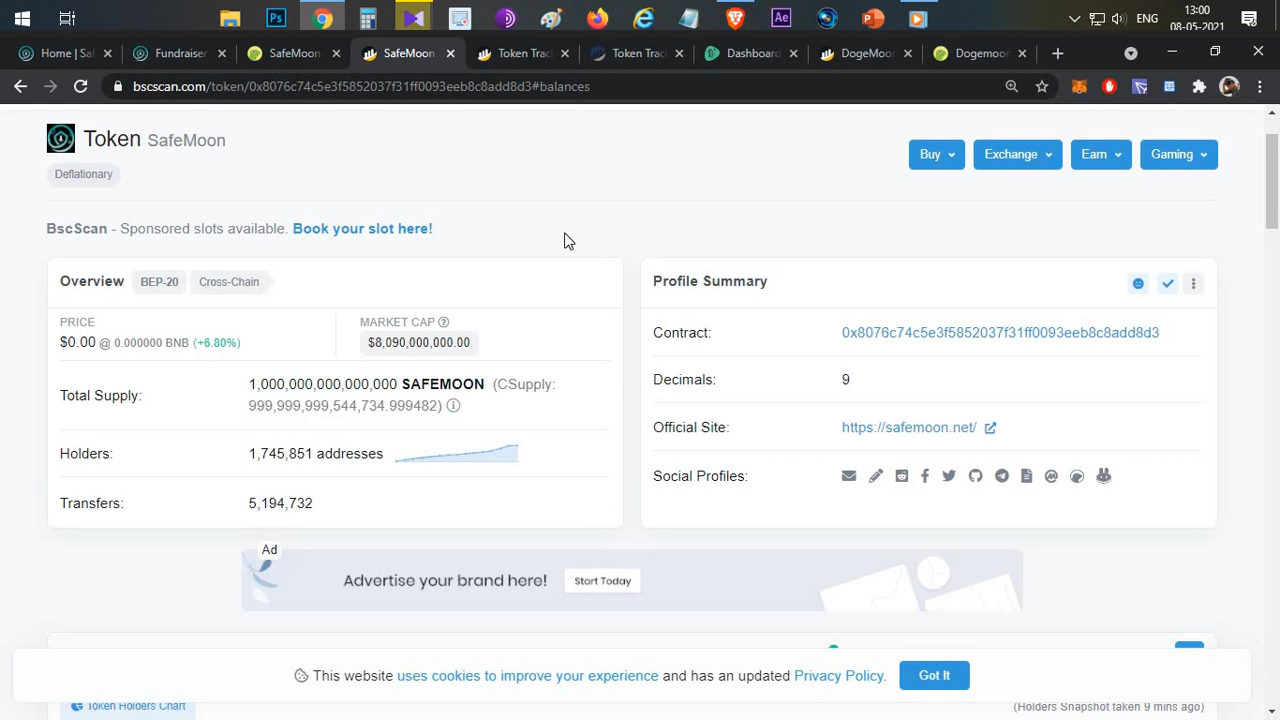 13:00
ENG
08-05-2021
Home | Sa
Fundraiser
SafeMoon
SafeMoon
Token Trac
Token Trac
Dashboard
DogeMoon
Dogemoon
bscscan.com/token/0x8076c74c5e3f5852037f31ff0093eeb8c8add8d3#balances
Token SafeMoon
Buy
Exchange
Earn
Gaming
Deflationary
BscScan - Sponsored slots available. Book your slot here!
Overview BEP-20 Cross-Chain
PRICE
$0.00 @ 0.000000 BNB (+6.80%)
MARKET CAP
$8,090,000,000.00
Total Supply:
1,000,000,000,000,000 SAFEMOON (CSupply:
999,999,999,544,734.999482)
Holders:
1,745,851 addresses
Transfers:
5,194,732
Profile Summary
Contract:
0x8076c74c5e3f5852037f31ff0093eeb8c8add8d3
Decimals:
9
Official Site:
https://safemoon.net/
Social Profiles:
Ad
Advertise your brand here!
Start Today
This website uses cookies to improve your experience and has an updated Privacy Policy.
Got It
Token Holders Chart
(Holders Snapshot taken 9 mins ago)